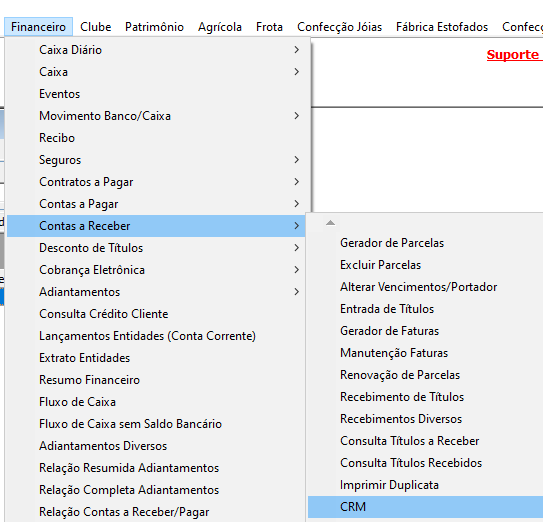 Financeiro Clube Patrimônio Agrícola Frota Confecção Jóias Fábrica Estofados Confecç
Suporte
Caixa Diário
Caixa
Eventos
Movimento Banco/Caixa
Recibo
Seguros
Contratos a Pagar
Contas a Pagar
Contas a Receber
Desconto de Títulos
Cobrança Eletrônica
Adiantamentos
Consulta Crédito Cliente
Lançamentos Entidades (Conta Corrente)
Extrato Entidades
Resumo Financeiro
Fluxo de Caixa
Fluxo de Caixa sem Saldo Bancário
Adiantamentos Diversos
Relação Resumida Adiantamentos
Relação Completa Adiantamentos
Relação Contas a Receber/Pagar
Gerador de Parcelas
Excluir Parcelas
Alterar Vencimentos/Portador
Entrada de Títulos
Gerador de Faturas
Manutenção Faturas
Renovação de Parcelas
Recebimento de Títulos
Recebimentos Diversos
Consulta Títulos a Receber
Consulta Títulos Recebidos
Imprimir Duplicata
CRM